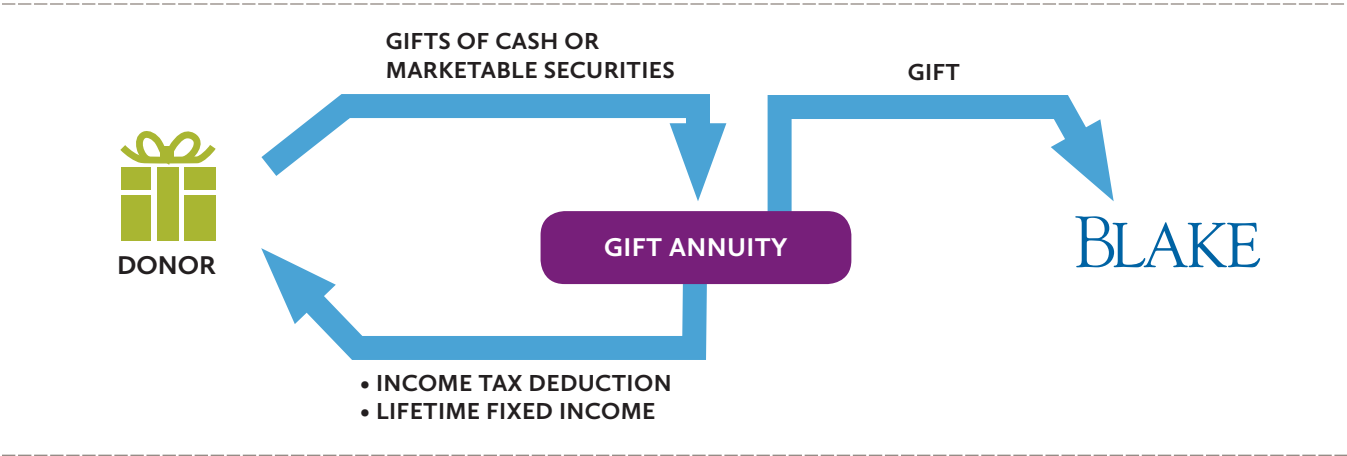 GIFTS OF CASH OR
MARKETABLE SECURITIES
GIFT
DONOR
GIFT ANNUITY
BLAKE
• INCOME TAX DEDUCTION
• LIFETIME FIXED INCOME